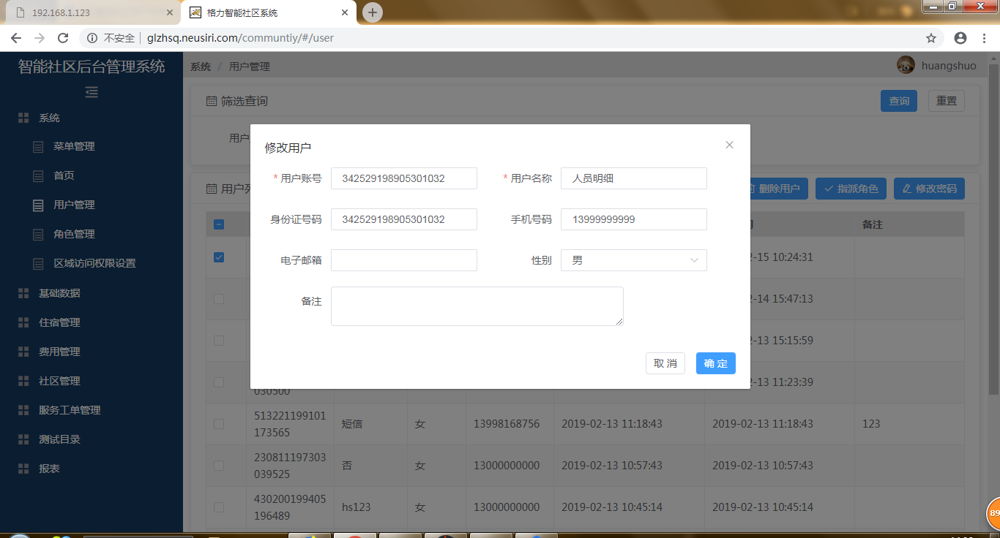 192.168.1.123
格力智能社区系统
不安全
glzhsq.neusiri.com/communtiy/#/user
智能社区后台管理系统
系统 / 用户管理
huangshuo
系统
菜单管理
首页
用户管理
角色管理
区域访问权限设置
基础数据
住宿管理
费用管理
社区管理
服务工单管理
测试目录
报表
筛选查询
查询
重置
用户
修改用户
* 用户账号 342529198905301032
* 用户名称 人员明细
身份证号码 342529198905301032
手机号码 13999999999
电子邮箱
性别 男
备注
取 消
确 定
用户列
删除用户
指派角色
修改密码
备注
2-15 10:24:31
2-14 15:47:13
2-13 15:15:59
2-13 11:23:39
030500
513221199101
173565
短信 女 13998168756 2019-02-13 11:18:43 2019-02-13 11:18:43 123
230811197303
039525
否 女 13000000000 2019-02-13 10:57:43 2019-02-13 10:57:43
430200199405
196489
hs123 女 13000000000 2019-02-13 10:45:14 2019-02-13 10:45:14
89